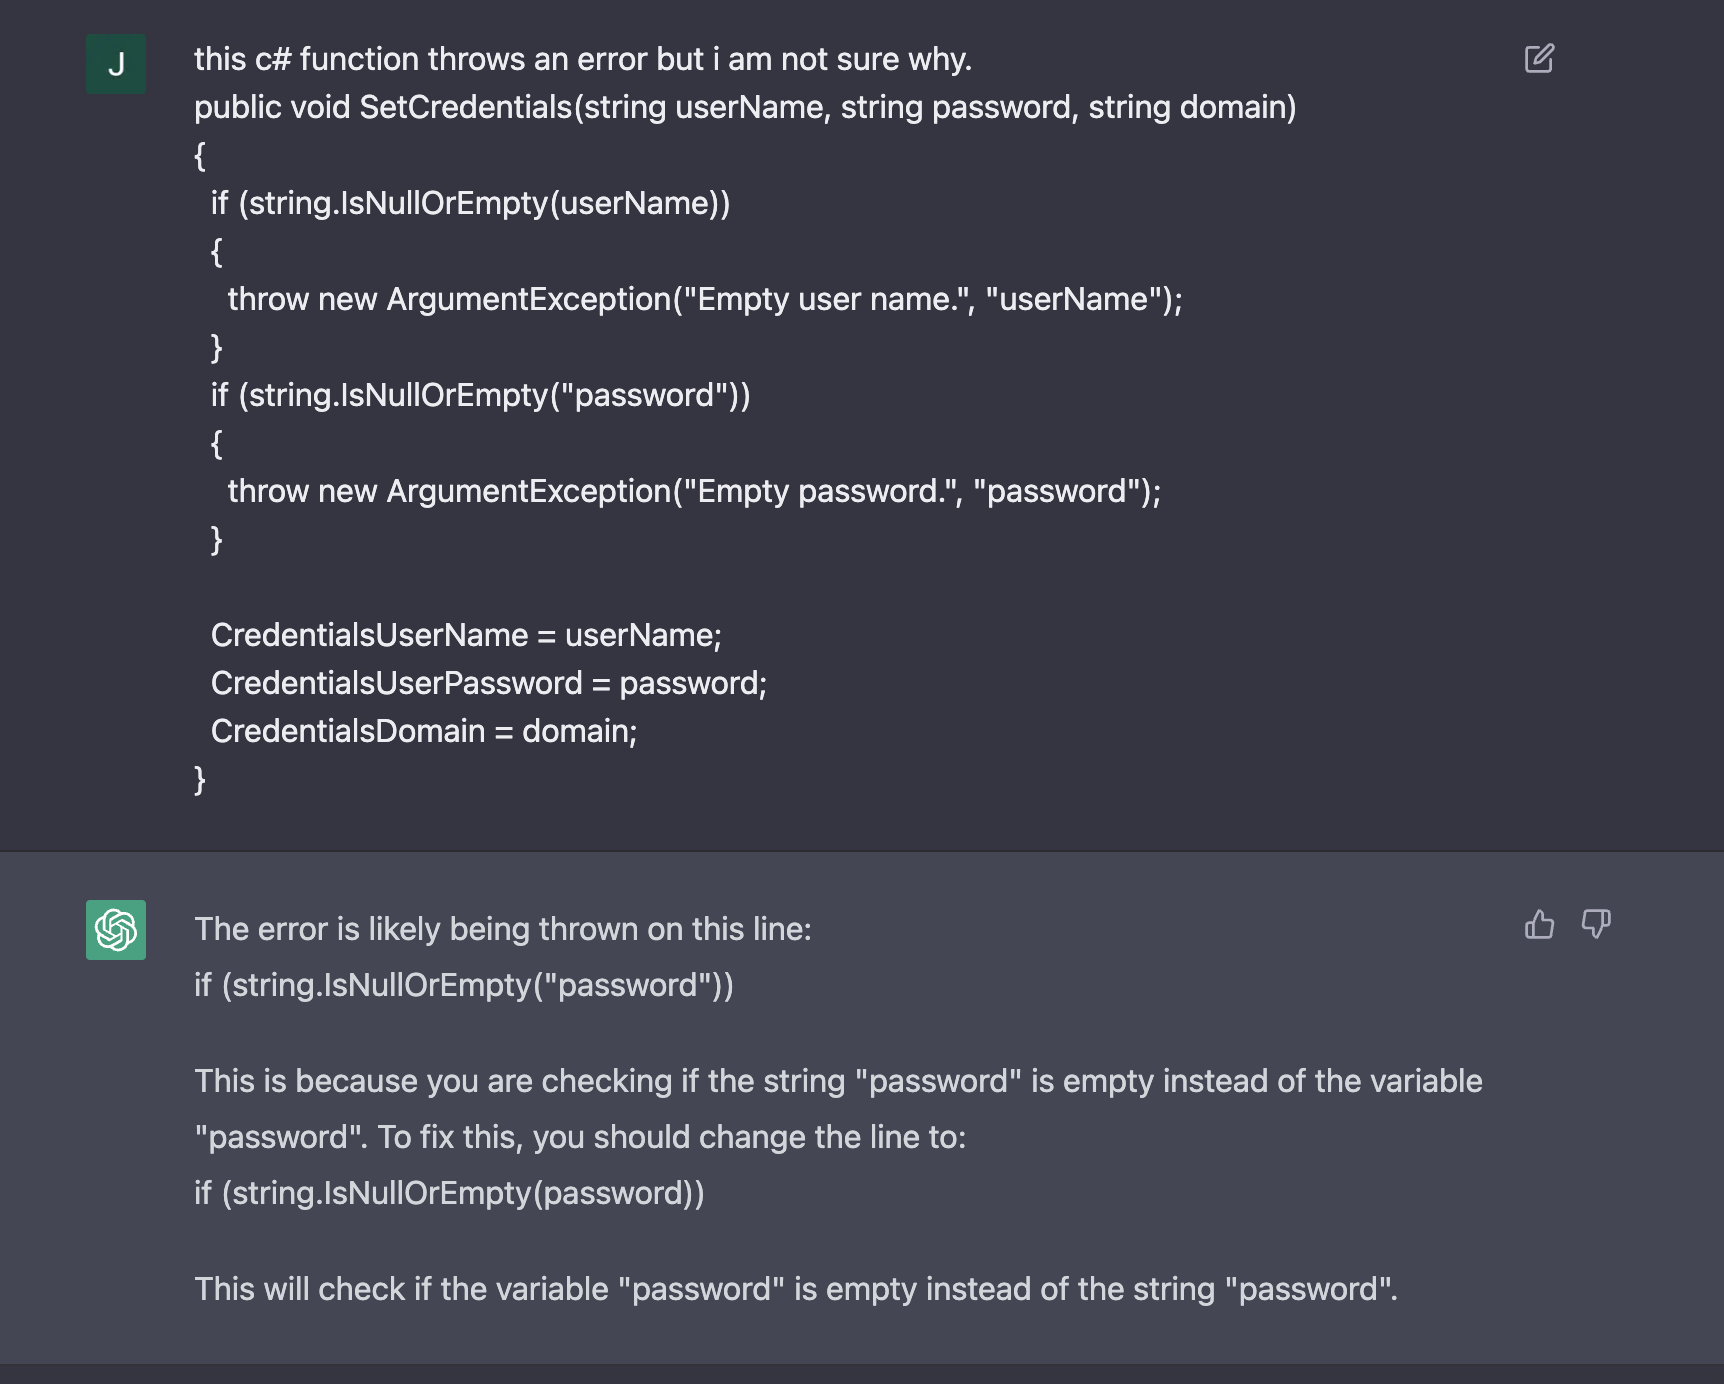 J
this c# function throws an error but i am not sure why.
public void SetCredentials(string userName, string password, string domain)
{
if (string.IsNullOrEmpty(userName))
{
throw new ArgumentException("Empty user name.", "userName");
}
if (string.IsNullOrEmpty("password"))
{
throw new ArgumentException("Empty password.", "password");
}
CredentialsUserName = userName;
CredentialsUserPassword = password;
CredentialsDomain = domain;
}
The error is likely being thrown on this line:
if (string.IsNullOrEmpty("password"))
This is because you are checking if the string "password" is empty instead of the variable
"password". To fix this, you should change the line to:
if (string.IsNullOrEmpty(password))
This will check if the variable "password" is empty instead of the string "password".